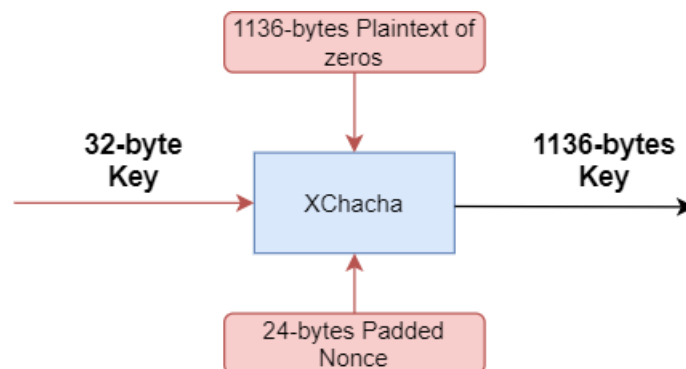 1136-bytes Plaintext of
zeros
32-byte
Key
XChacha
1136-bytes
Key
24-bytes Padded
Nonce